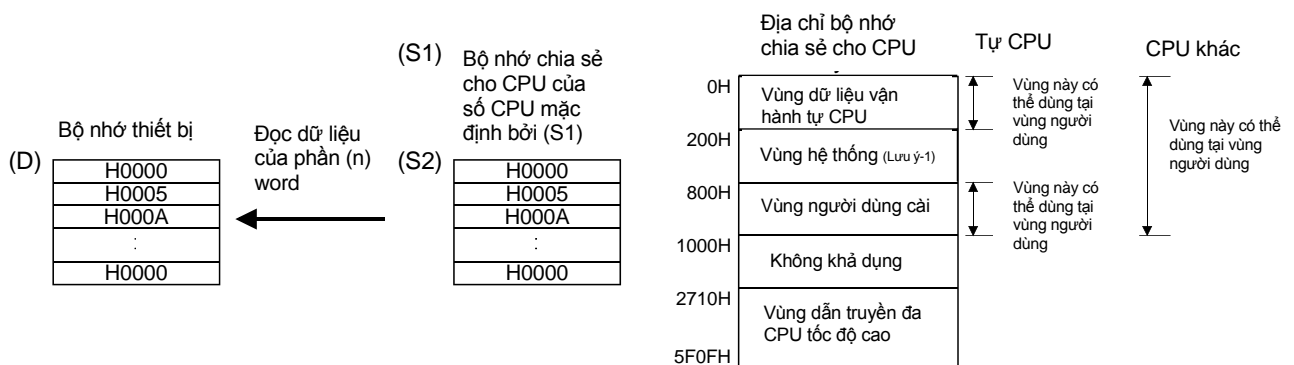 (S1)
Bộ nhớ chia sẻ
cho CPU của
số CPU mặc
định bởi (S1)
Bộ nhớ thiết bị
Đọc dữ liệu
của phần (n)
word
(D)
H0000
H0005
H000A
:
H0000
(S2)
H0000
H0005
H000A
:
H0000
Địa chỉ bộ nhớ
chia sẻ cho CPU
Tự CPU
CPU khác
0H
Vùng dữ liệu vận
hành tự CPU
200H
Vùng hệ thống (Lưu ý-1)
800H
Vùng người dùng cài
1000H
Không khả dụng
2710H
Vùng dẫn truyền đa
CPU tốc độ cao
5F0FH
Vùng này có
thể dùng tại
vùng người
dùng
Vùng này có
thể dùng tại
vùng người
dùng
Vùng này có thể
dùng tại vùng
người dùng